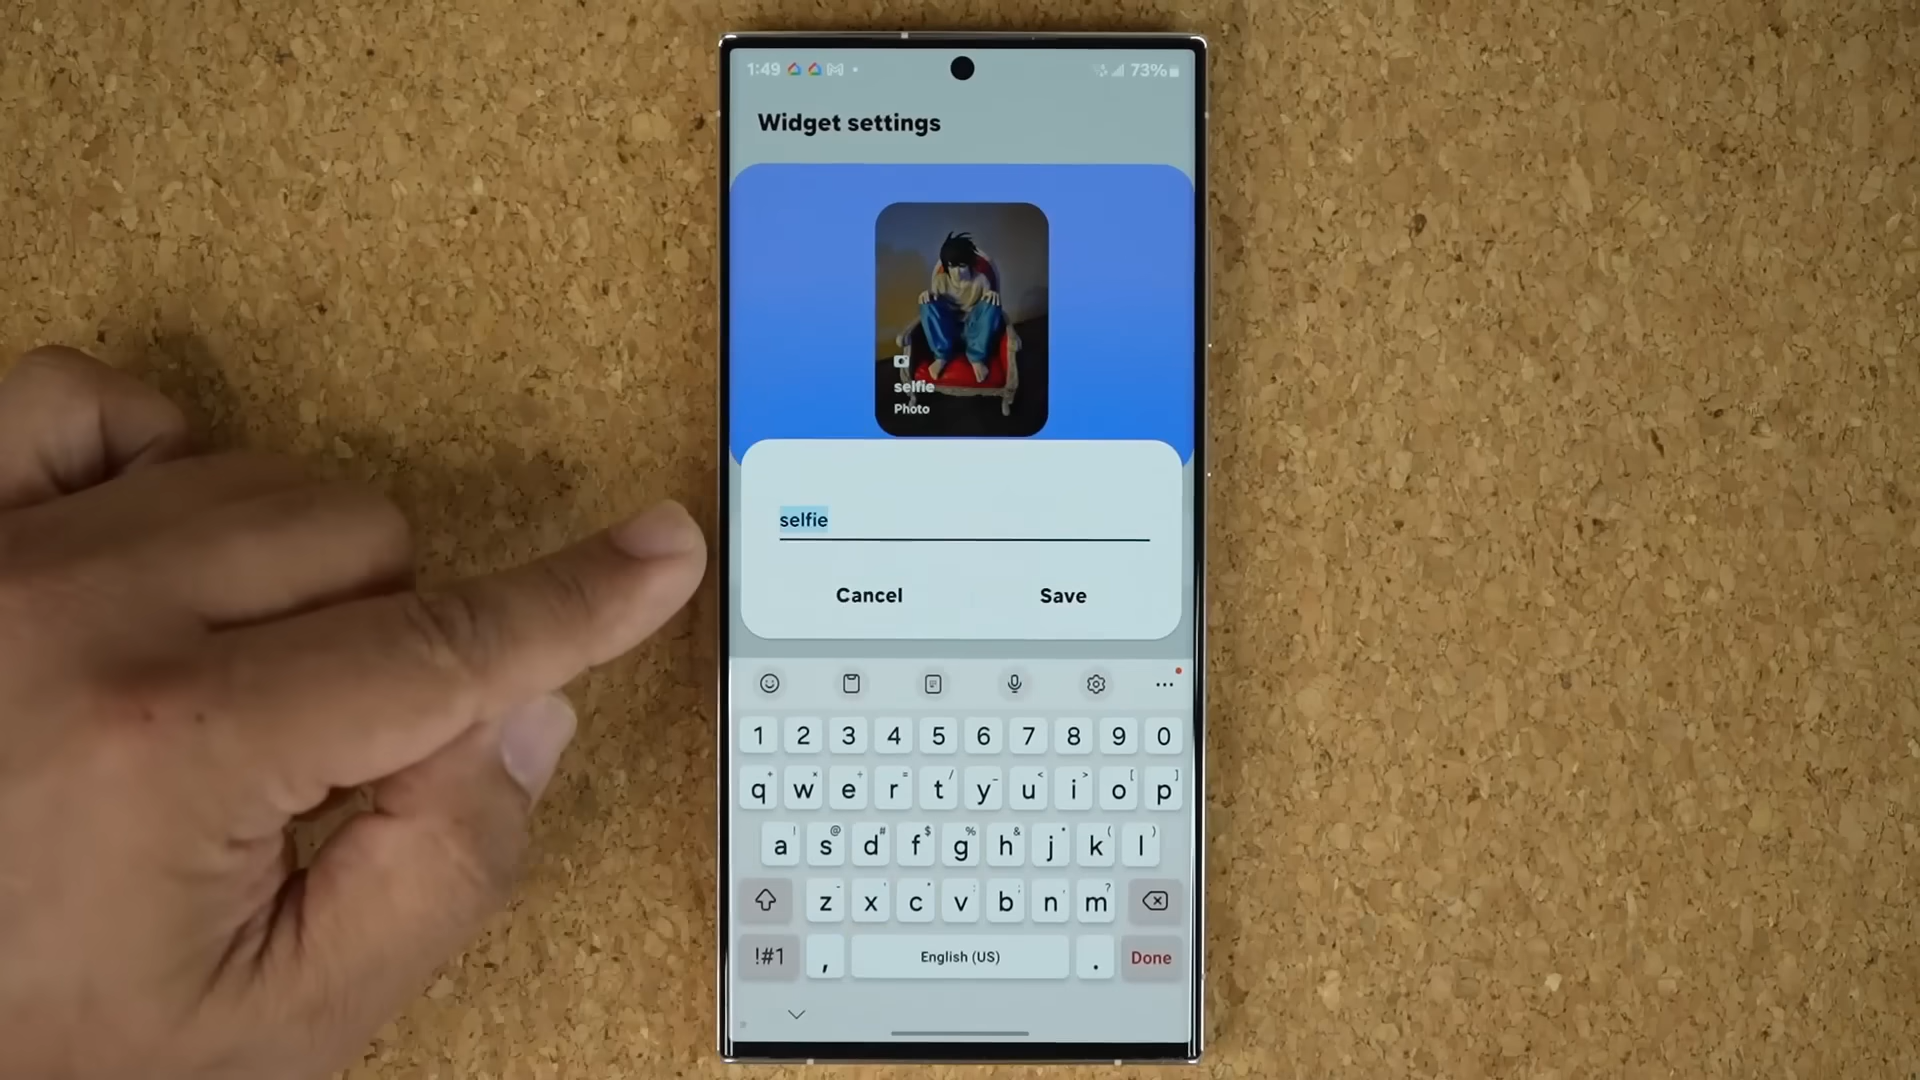 1:49 73%
Widget settings
selfie
Photo
selfie
Cancel Save
1 2 3 4 5 6 7 8 9 0
q w e r t y u i o p
a s d f g h j k l
z x c v b n m
!#1 , English (US) . Done